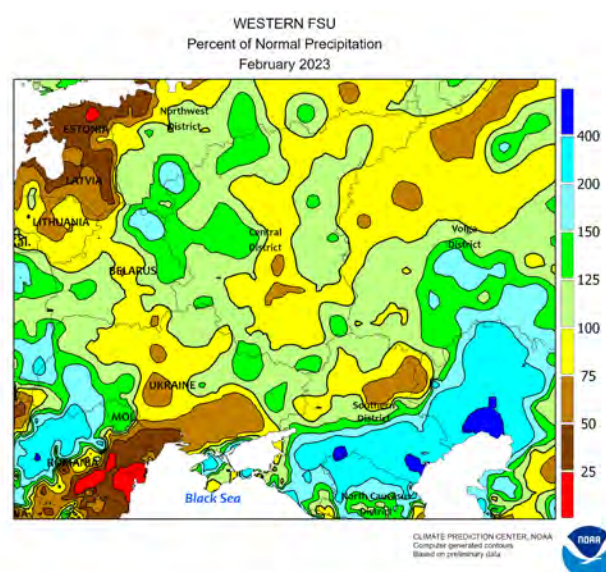 WESTERN FSU
Percent of Normal Precipitation
February 2023
Northwest
District
ESTONIA
LATVIA
LITHUANIA
Central
District
Volga
District
BELARUS
UKRAINE
MOL
Southern
District
ROMANIA
Black Sea
North Caucasus
District
400
200
150
125
100
75
50
25
CLIMATE PREDICTION CENTER, NOAA
Computer generated contours
Based on preliminary data
NOAA